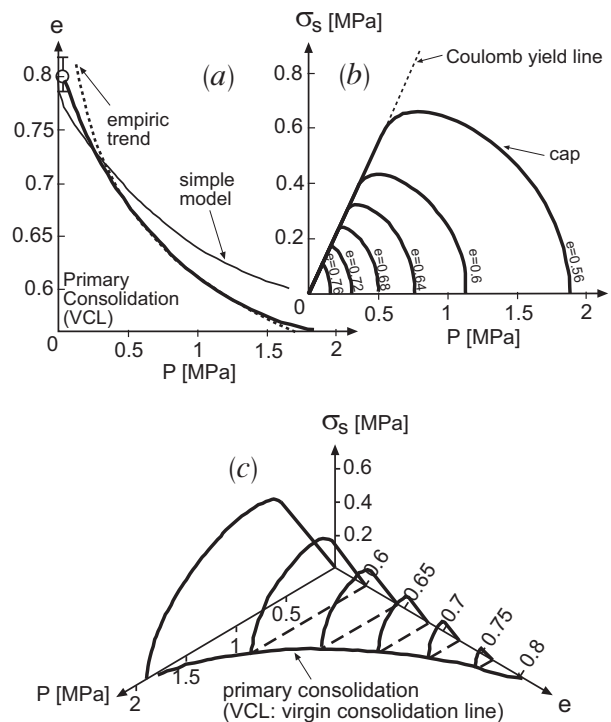 e
0.8
0.75
0.7
0.65
0.6
(a)
empiric
trend
simple
model
Primary
Consolidation
(VCL)
0
0.5
1
1.5
2
P [MPa]
σs [MPa]
0.8
0.6
0.4
0.2
0
(b)
Coulomb yield line
cap
e=0.76
e=0.72
e=0.68
e=0.64
e=0.6
e=0.56
0.5
1
1.5
2
P [MPa]
σs [MPa]
(c)
0.6
0.4
0.2
0.5
1
1.5
2
P [MPa]
0.6
0.65
0.7
0.75
0.8
e
primary consolidation
(VCL: virgin consolidation line)